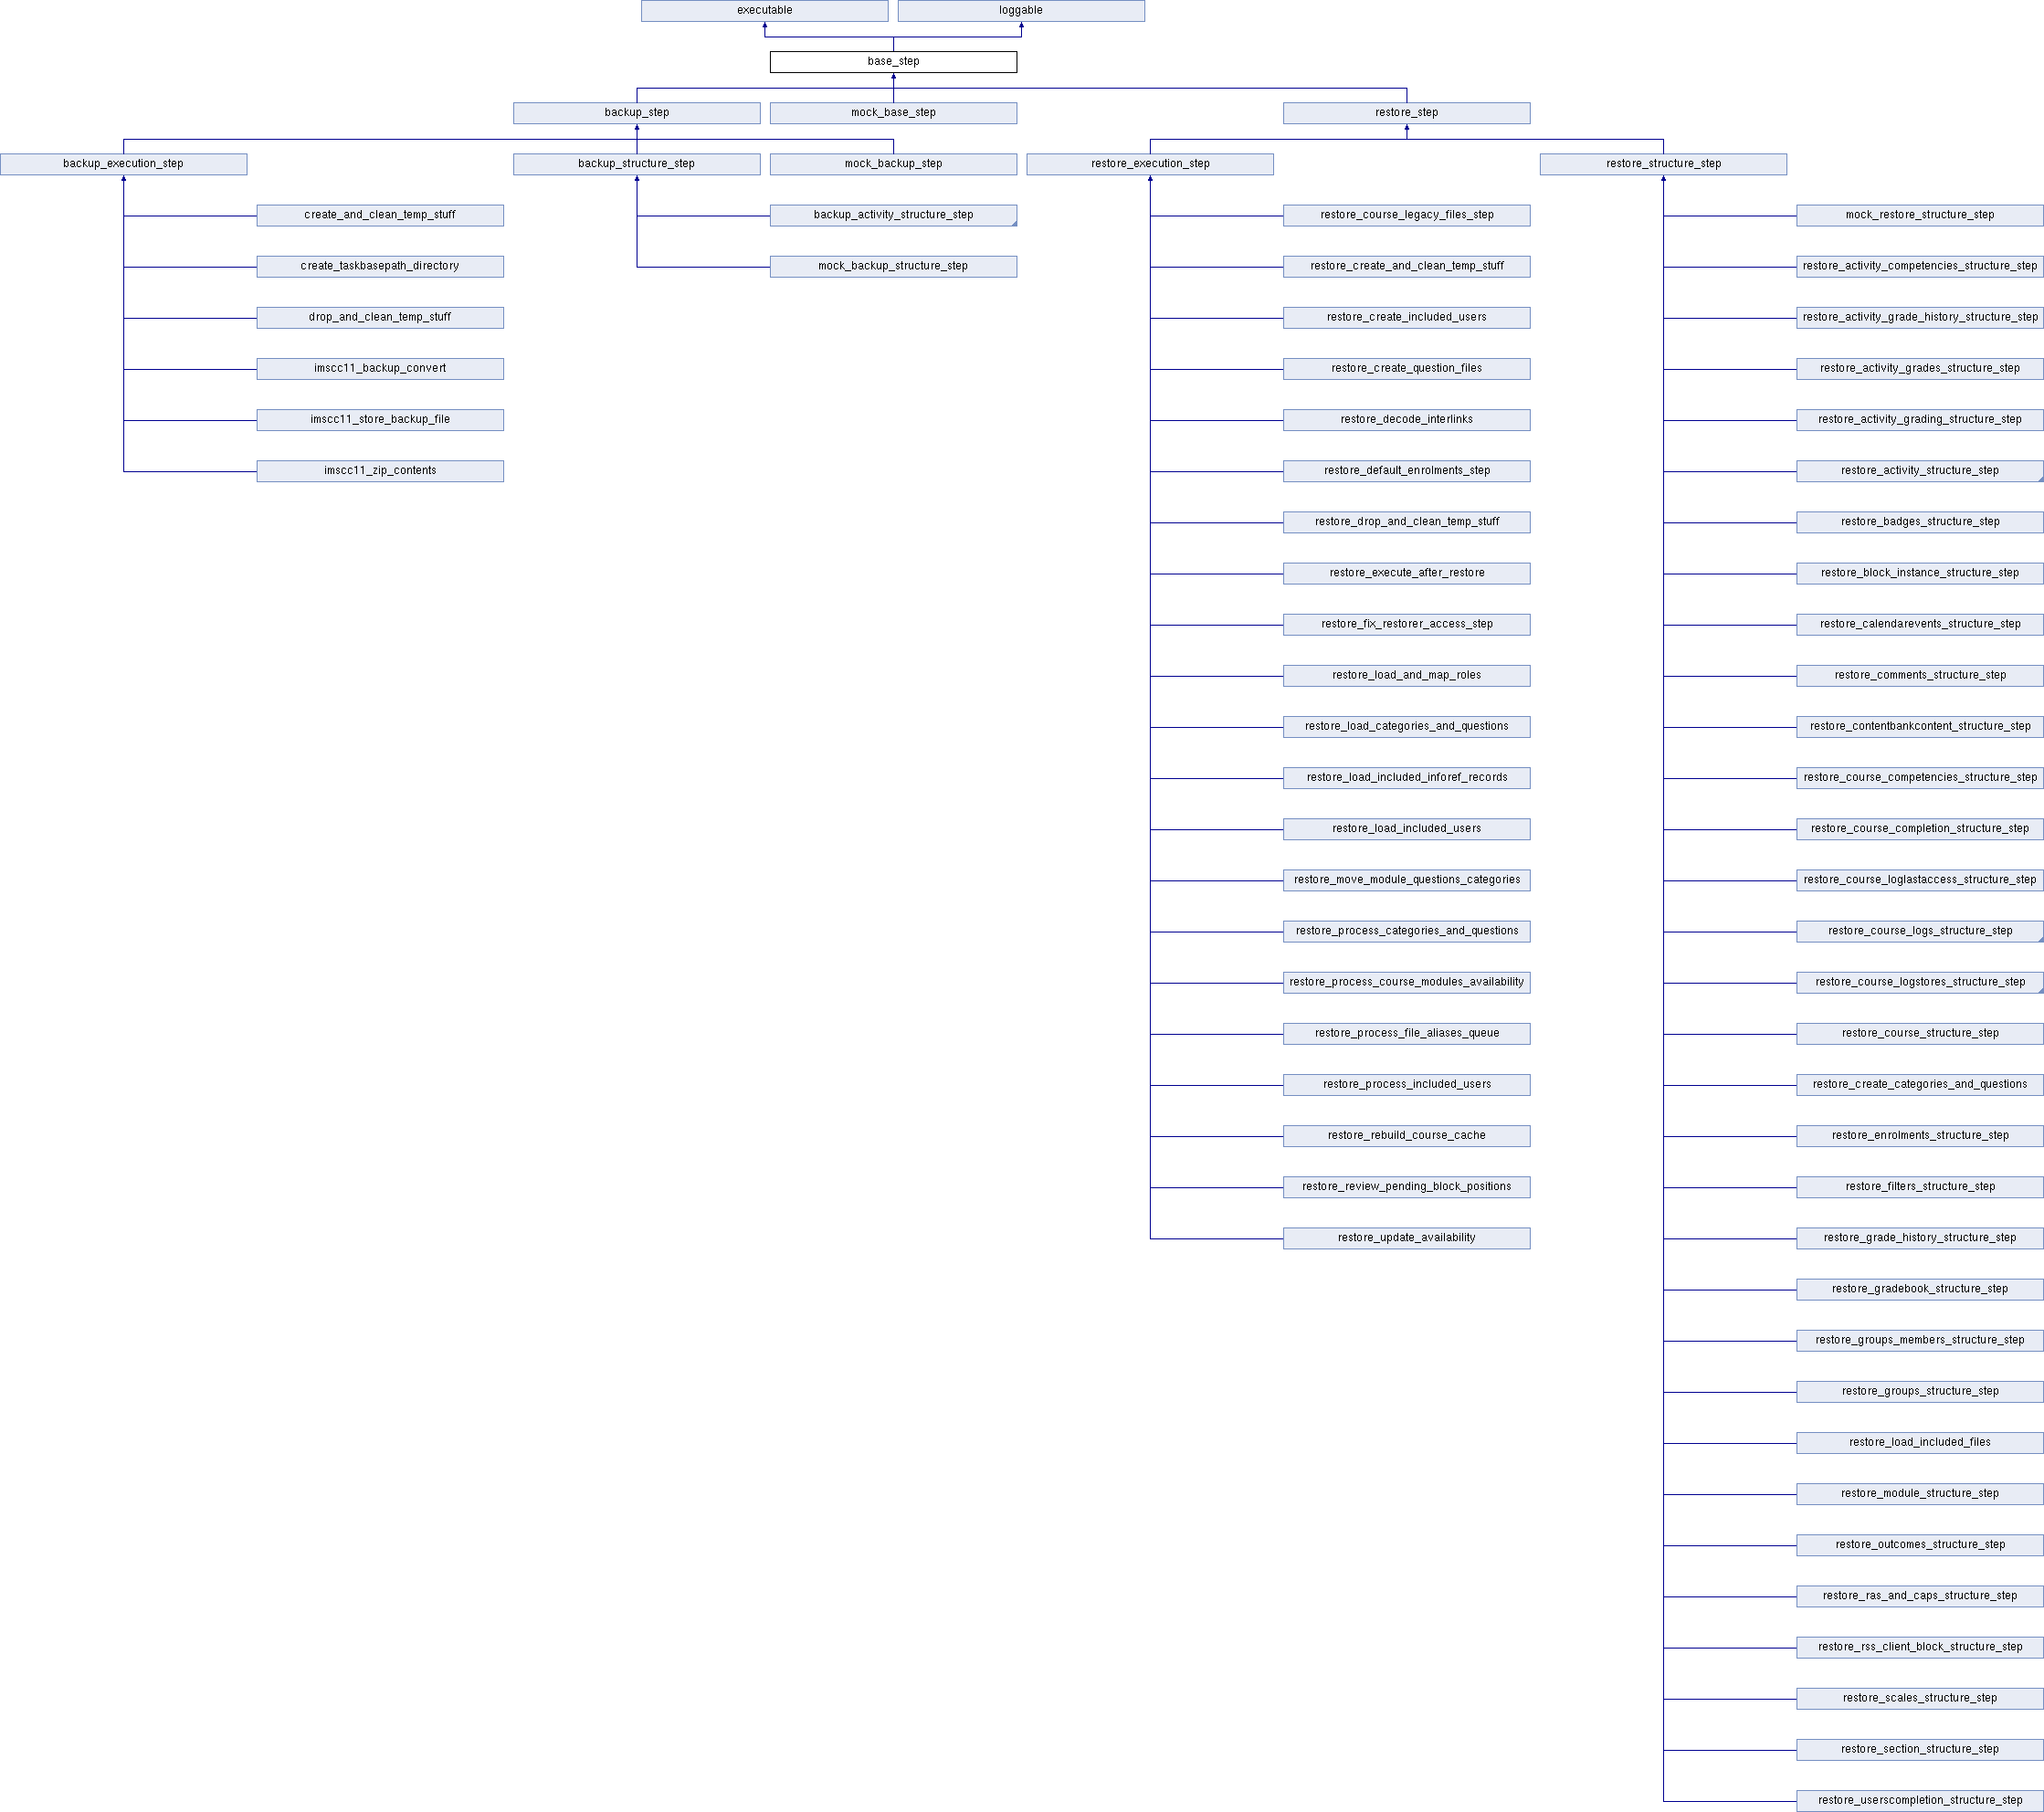 executable
loggable
base_step
backup_step
mock_base_step
restore_step
backup_execution_step
backup_structure_step
mock_backup_step
restore_execution_step
restore_structure_step
create_and_clean_temp_stuff
backup_activity_structure_step
restore_course_legacy_files_step
mock_restore_structure_step
create_taskbasepath_directory
mock_backup_structure_step
restore_create_and_clean_temp_stuff
restore_activity_competencies_structure_step
drop_and_clean_temp_stuff
restore_create_included_users
restore_activity_grade_history_structure_step
imscc11_backup_convert
restore_create_question_files
restore_activity_grades_structure_step
imscc11_store_backup_file
restore_decode_interlinks
restore_activity_grading_structure_step
imscc11_zip_contents
restore_default_enrolments_step
restore_activity_structure_step
restore_drop_and_clean_temp_stuff
restore_badges_structure_step
restore_execute_after_restore
restore_block_instance_structure_step
restore_fix_restorer_access_step
restore_calendarevents_structure_step
restore_load_and_map_roles
restore_comments_structure_step
restore_load_categories_and_questions
restore_contentbankcontent_structure_step
restore_load_included_inforef_records
restore_course_competencies_structure_step
restore_load_included_users
restore_course_completion_structure_step
restore_move_module_questions_categories
restore_course_loglastaccess_structure_step
restore_process_categories_and_questions
restore_course_logs_structure_step
restore_process_course_modules_availability
restore_course_logstores_structure_step
restore_process_file_aliases_queue
restore_course_structure_step
restore_process_included_users
restore_create_categories_and_questions
restore_rebuild_course_cache
restore_enrolments_structure_step
restore_review_pending_block_positions
restore_filters_structure_step
restore_update_availability
restore_grade_history_structure_step
restore_gradebook_structure_step
restore_groups_members_structure_step
restore_groups_structure_step
restore_load_included_files
restore_module_structure_step
restore_outcomes_structure_step
restore_ras_and_caps_structure_step
restore_rss_client_block_structure_step
restore_scales_structure_step
restore_section_structure_step
restore_userscompletion_structure_step